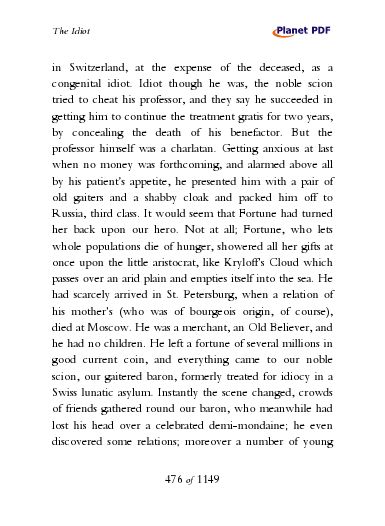 The Idiot
Planet PDF
in Switzerland, at the expense of the deceased, as a
congenital idiot. Idiot though he was, the noble scion
tried to cheat his professor, and they say he succeeded in
getting him to continue the treatment gratis for two years,
by concealing the death of his benefactor. But the
professor himself was a charlatan. Getting anxious at last
when no money was forthcoming, and alarmed above all
by his patient's appetite, he presented him with a pair of
old gaiters and a shabby cloak and packed him off to
Russia, third class. It would seem that Fortune had turned
her back upon our hero. Not at all; Fortune, who lets
whole populations die of hunger, showered all her gifts at
once upon the little aristocrat, like Kryloff's Cloud which
passes over an arid plain and empties itself into the sea. He
had scarcely arrived in St. Petersburg, when a relation of
his mother's (who was of bourgeois origin, of course),
died at Moscow. He was a merchant, an Old Believer, and
he had no children. He left a fortune of several millions in
good current coin, and everything came to our noble
scion, our gaitered baron, formerly treated for idiocy in a
Swiss lunatic asylum. Instantly the scene changed, crowds
of friends gathered round our baron, who meanwhile had
lost his head over a celebrated demi-mondaine; he even
discovered some relations; moreover a number of young
476 of 1149